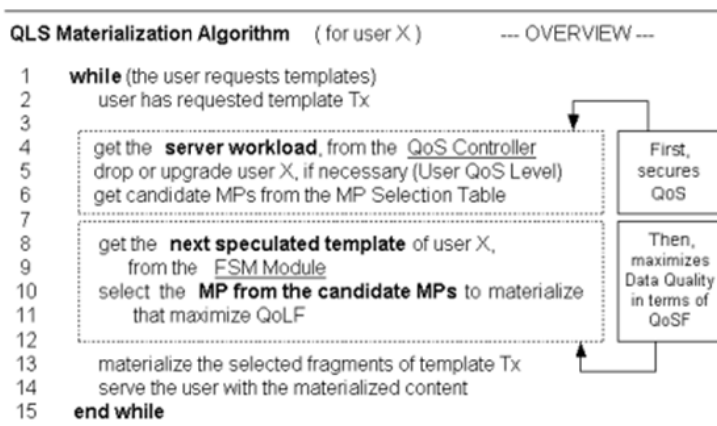 QLS Materialization Algorithm ( for user X ) --- OVERVIEW ---
1 while (the user requests templates)
2 user has requested template Tx
3
4 get the server workload, from the QoS Controller
5 drop or upgrade user X, if necessary (User QoS Level)
6 get candidate MPs from the MP Selection Table
7
First,
secures
QoS
8 get the next speculated template of user X,
9 from the FSM Module
10 select the MP from the candidate MPs to materialize
11 that maximize QoLF
12
Then,
maximizes
Data Quality
in terms of
QoSF
13 materialize the selected fragments of template Tx
14 serve the user with the materialized content
15 end while